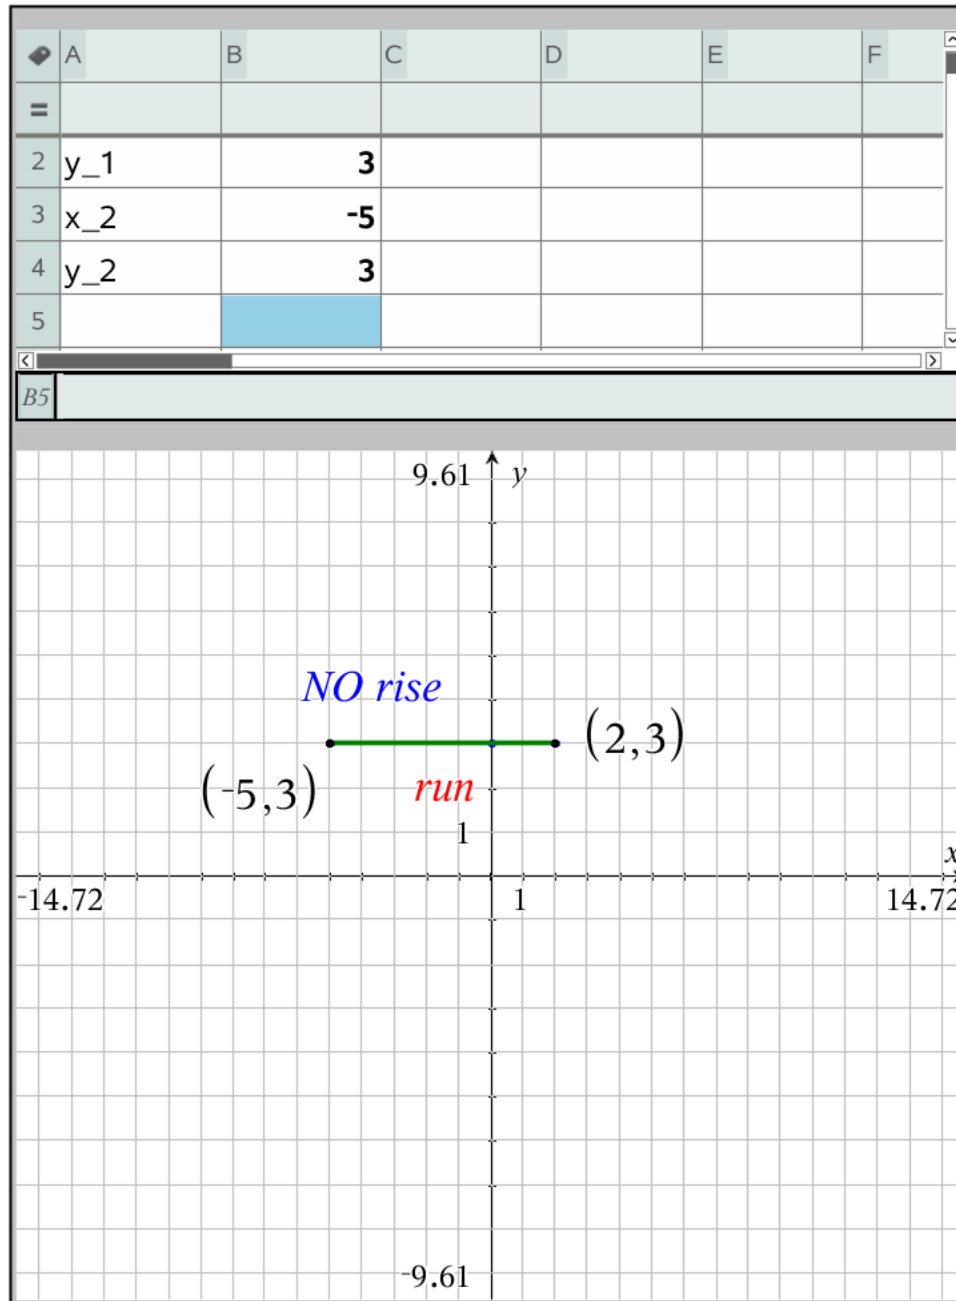 A B C D E F
=
2 y_1 3
3 x_2 -5
4 y_2 3
5
B5
9.61 y
NO rise
(2,3)
(-5,3) run
1
x
-14.72 1 14.72
-9.61